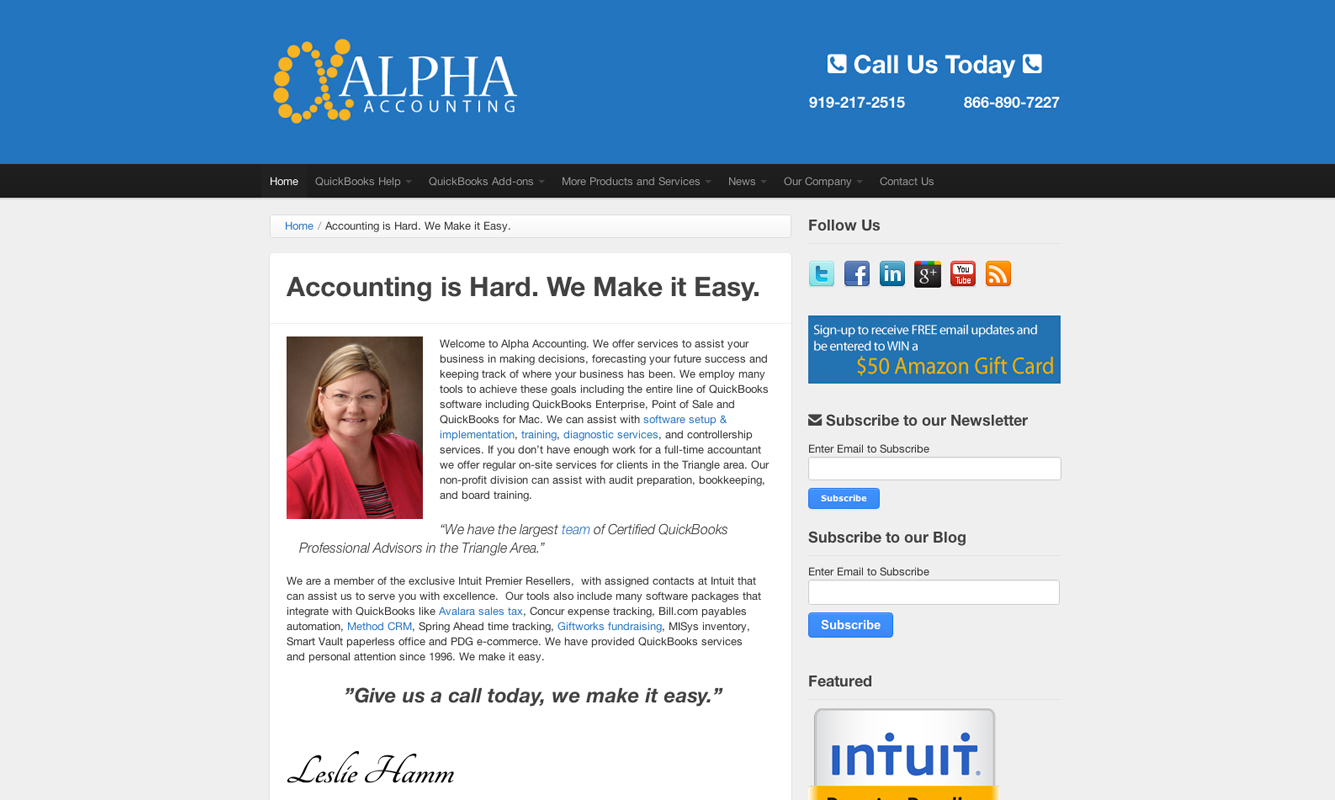 ALPHA
ACCOUNTING
Call Us Today
919-217-2515 866-890-7227
Home QuickBooks Help QuickBooks Add-ons More Products and Services News Our Company Contact Us
Home / Accounting is Hard. We Make it Easy.
Accounting is Hard. We Make it Easy.
Welcome to Alpha Accounting. We offer services to assist your
business in making decisions, forecasting your future success and
keeping track of where your business has been. We employ many
tools to achieve these goals including the entire line of QuickBooks
software including QuickBooks Enterprise, Point of Sale and
QuickBooks for Mac. We can assist with software setup &
implementation, training, diagnostic services, and controllership
services. If you don't have enough work for a full-time accountant
we offer regular on-site services for clients in the Triangle area. Our
non-profit division can assist with audit preparation, bookkeeping,
and board training.
“We have the largest team of Certified QuickBooks
Professional Advisors in the Triangle Area.”
We are a member of the exclusive Intuit Premier Resellers,  with assigned contacts at Intuit that
can assist us to serve you with excellence.  Our tools also include many software packages that
integrate with QuickBooks like Avalara sales tax, Concur expense tracking, Bill.com payables
automation, Method CRM, Spring Ahead time tracking, Giftworks fundraising, MISys inventory,
Smart Vault paperless office and PDG e-commerce. We have provided QuickBooks services
and personal attention since 1996. We make it easy.
”Give us a call today, we make it easy.”
Leslie Hamm
Follow Us
t f in g+ You Tube
Sign-up to receive FREE email updates and
be entered to WIN a
$50 Amazon Gift Card
Subscribe to our Newsletter
Enter Email to Subscribe
Subscribe
Subscribe to our Blog
Enter Email to Subscribe
Subscribe
Featured
intuit.